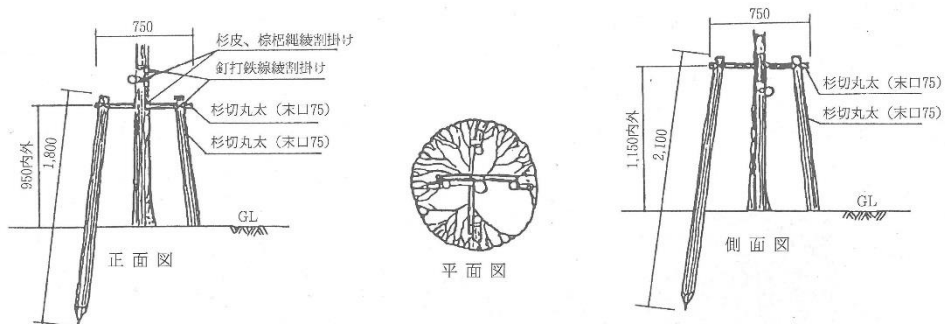 750
杉皮、棕梠縄綾割掛け
釘打鉄線綾割掛け
杉切丸太（末口75）
杉切丸太（末口75）
950内外
1,800
GL
正面図
平面図
750
杉切丸太（末口75）
杉切丸太（末口75）
1,150内外
2,100
GL
側面図